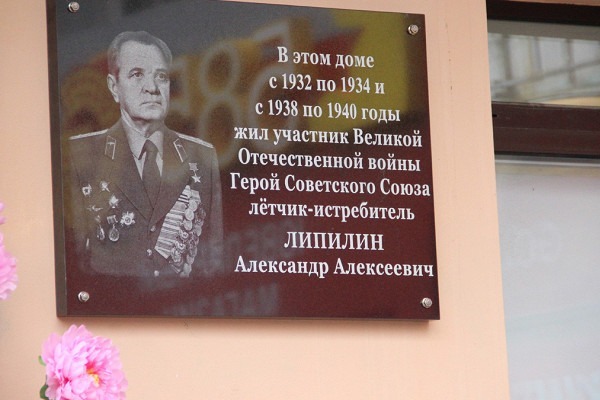 В этом доме
с 1932 по 1934 и
с 1938 по 1940 годы
жил участник Великой
Отечественной войны
Герой Советского Союза
лётчик-истребитель
ЛИПИЛИН
Александр Алексеевич